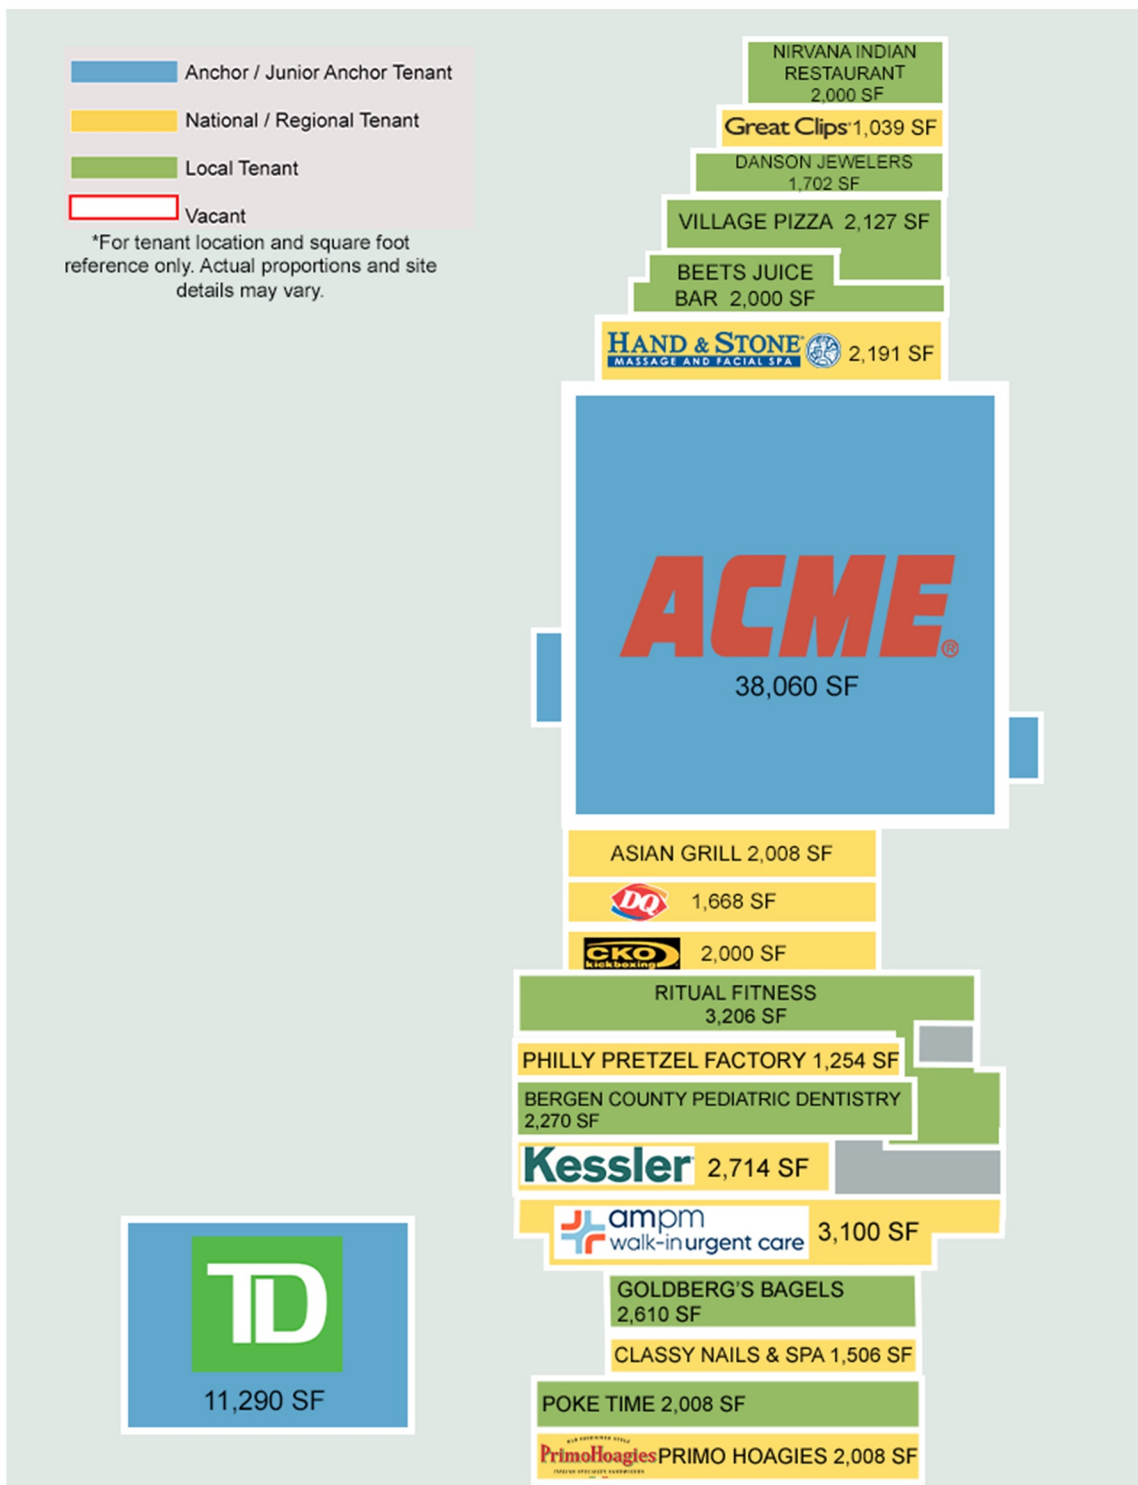 Anchor / Junior Anchor Tenant
National / Regional Tenant
Local Tenant
Vacant
*For tenant location and square foot
reference only. Actual proportions and site
details may vary.
NIRVANA INDIAN
RESTAURANT
2,000 SF
Great Clips® 1,039 SF
DANSON JEWELERS
1,702 SF
VILLAGE PIZZA 2,127 SF
BEETS JUICE
BAR 2,000 SF
HAND & STONE® 2,191 SF
MASSAGE AND FACIAL SPA
ACME®
38,060 SF
ASIAN GRILL 2,008 SF
DQ 1,668 SF
CKO 2,000 SF
kickboxing
RITUAL FITNESS
3,206 SF
PHILLY PRETZEL FACTORY 1,254 SF
BERGEN COUNTY PEDIATRIC DENTISTRY
2,270 SF
Kessler 2,714 SF
ampm 3,100 SF
walk-in urgent care
GOLDBERG'S BAGELS
2,610 SF
CLASSY NAILS & SPA 1,506 SF
TD
11,290 SF
POKE TIME 2,008 SF
OLD FASHIONED STYLE
PrimoHoagies PRIMO HOAGIES 2,008 SF
ITALIAN SPECIALTY SANDWICHES